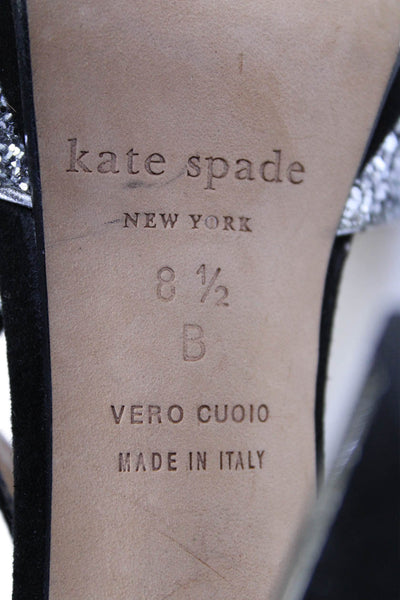 kate spade
NEW YORK
8 ½
B
VERO CUOIO
MADE IN ITALY